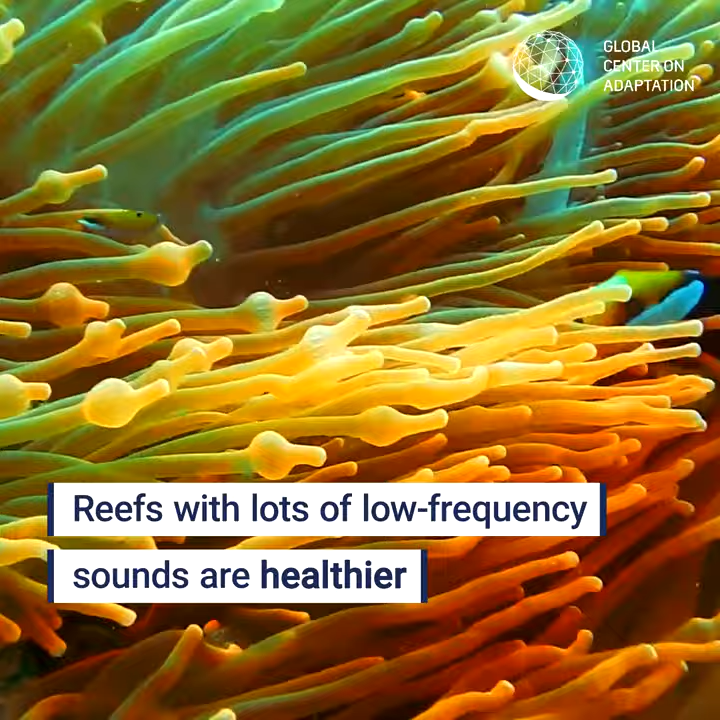 GLOBAL
CENTER ON
ADAPTATION
Reefs with lots of low-frequency
sounds are healthier